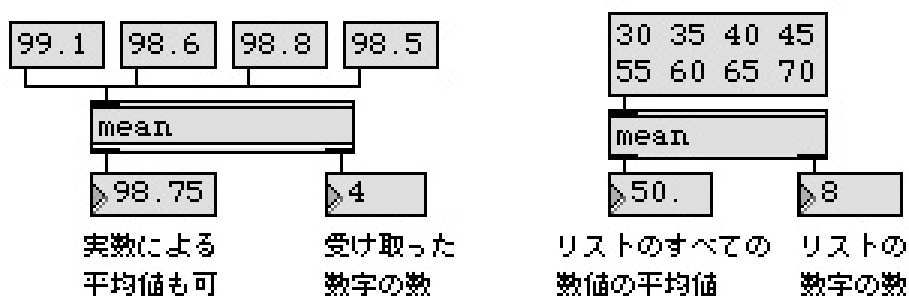 99.1 98.6 98.8 98.5
mean
98.75 4
実数による
平均値も可
受け取った
数字の数
30 35 40 45
55 60 65 70
mean
50. 8
リストのすべての
数値の平均値
リストの
数字の数